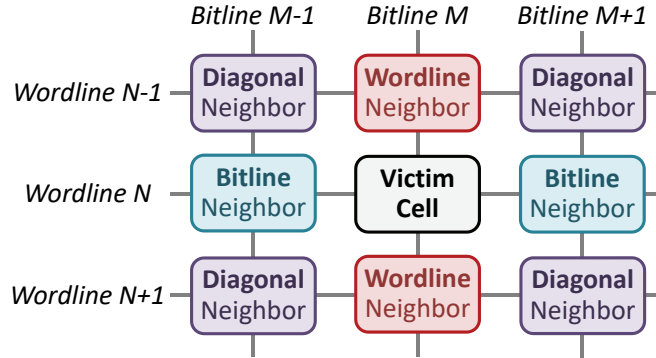 Bitline M-1 Bitline M Bitline M+1
Wordline N-1
Diagonal Neighbor
Wordline Neighbor
Diagonal Neighbor
Wordline N
Bitline Neighbor
Victim Cell
Bitline Neighbor
Wordline N+1
Diagonal Neighbor
Wordline Neighbor
Diagonal Neighbor